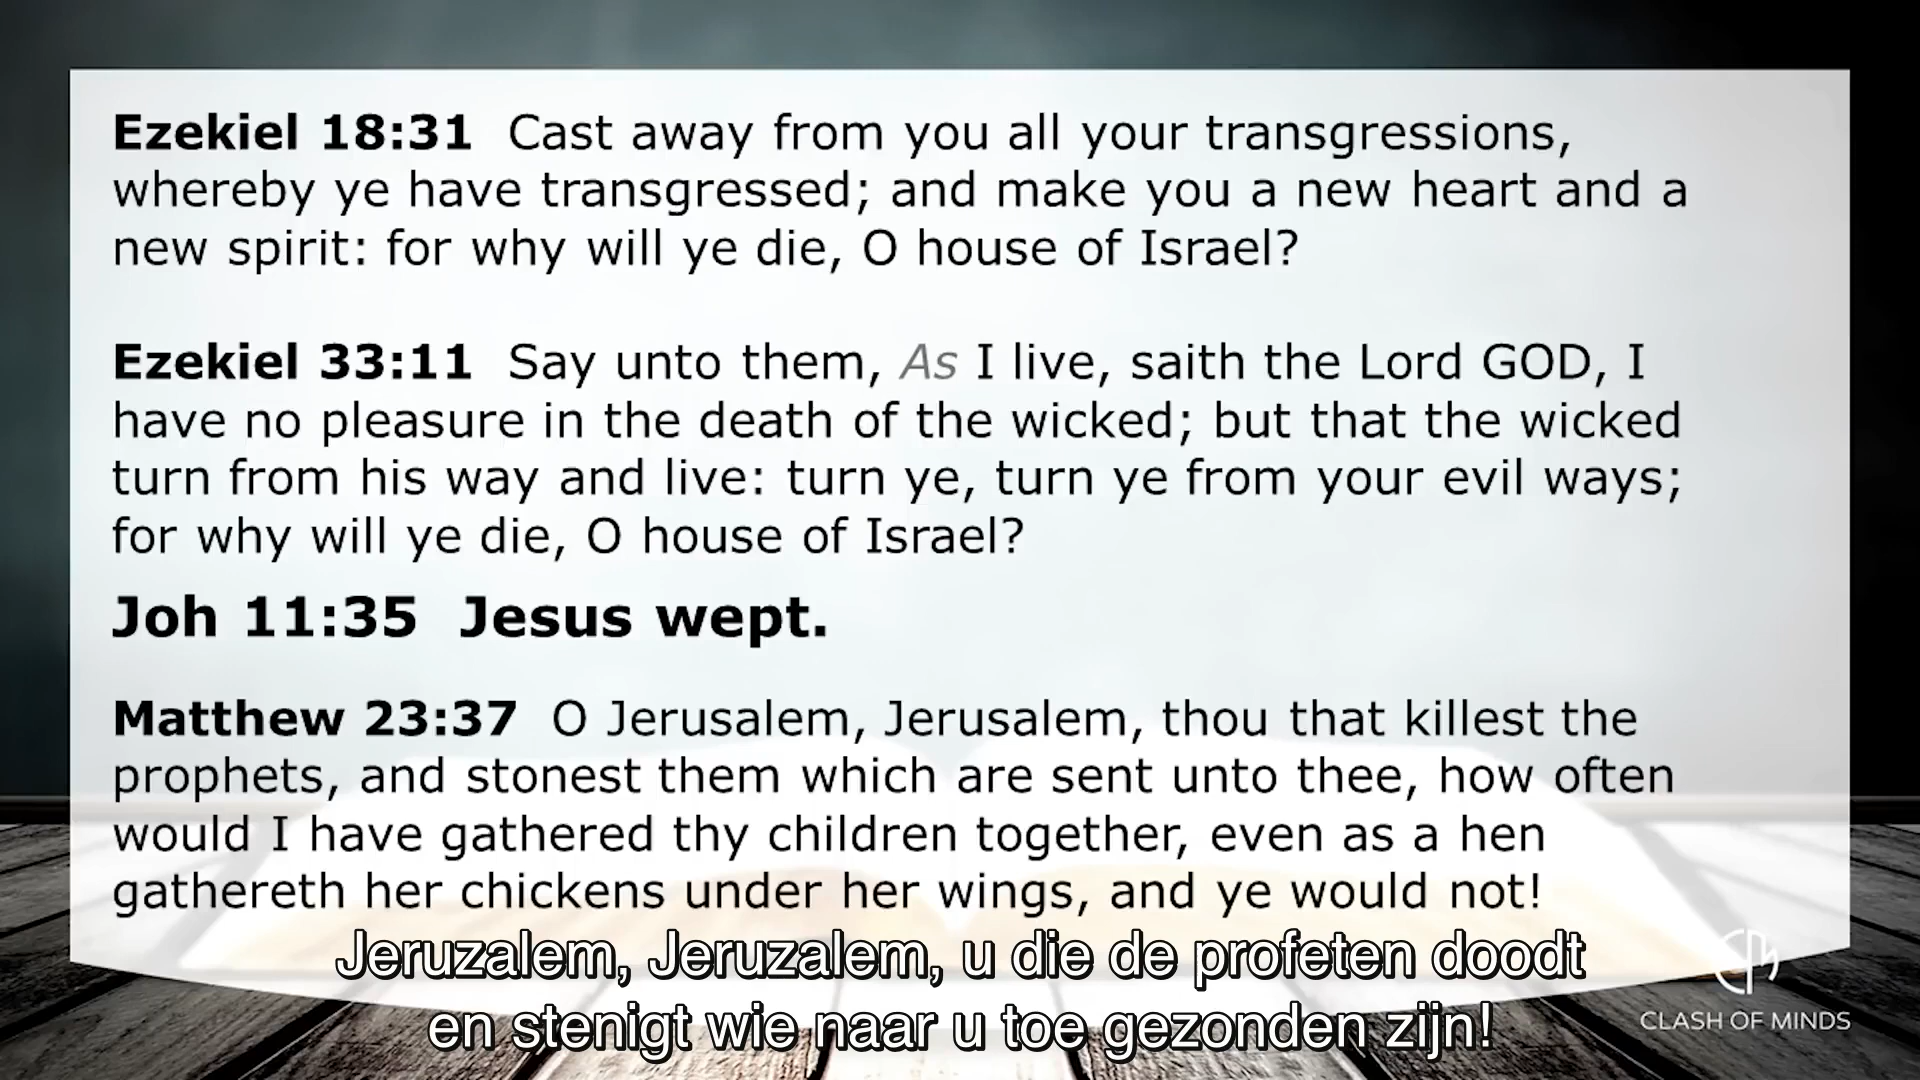 Ezekiel 18:31 Cast away from you all your transgressions,
whereby ye have transgressed; and make you a new heart and a
new spirit: for why will ye die, O house of Israel?
Ezekiel 33:11 Say unto them, As I live, saith the Lord GOD, I
have no pleasure in the death of the wicked; but that the wicked
turn from his way and live: turn ye, turn ye from your evil ways;
for why will ye die, O house of Israel?
Joh 11:35 Jesus wept.
Matthew 23:37 O Jerusalem, Jerusalem, thou that killest the
prophets, and stonest them which are sent unto thee, how often
would I have gathered thy children together, even as a hen
gathereth her chickens under her wings, and ye would not!
Jeruzalem, Jeruzalem, u die de profeten doodt
en stenigt wie naar u toe gezonden zijn!
CLASH OF MINDS